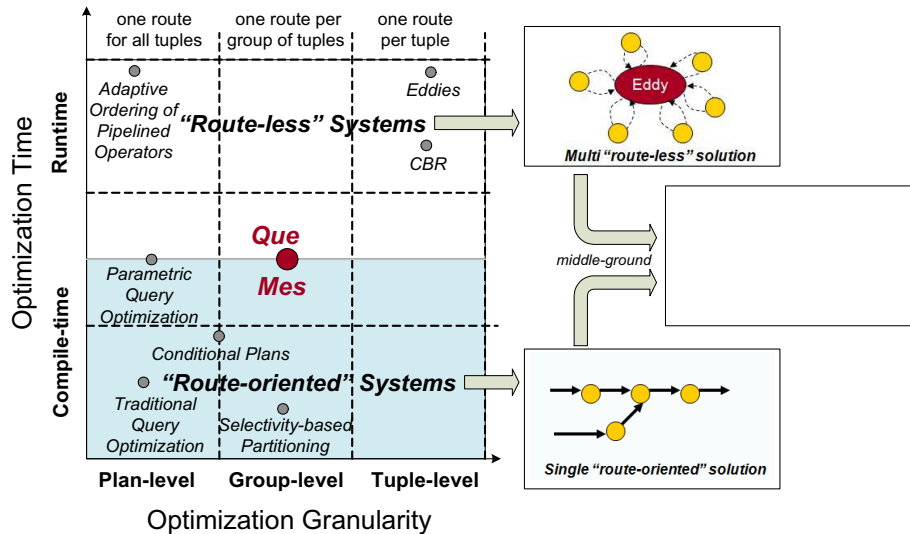 one route
for all tuples
one route per
group of tuples
one route
per tuple
Adaptive
Ordering of
Pipelined
Operators
Eddies
"Route-less" Systems
CBR
Que
Mes
Parametric
Query
Optimization
Conditional Plans
"Route-oriented" Systems
Traditional
Query
Optimization
Selectivity-based
Partitioning
Optimization Time
Runtime
Compile-time
Plan-level
Group-level
Tuple-level
Optimization Granularity
Eddy
Multi "route-less" solution
middle-ground
Single "route-oriented" solution